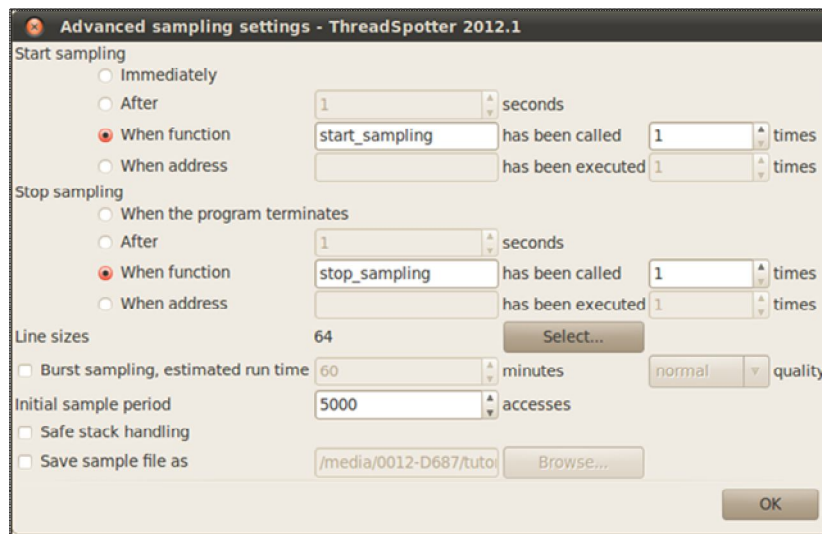 Advanced sampling settings - ThreadSpotter 2012.1
Start sampling
Immediately
After 1 seconds
When function start_sampling has been called 1 times
When address has been executed 1 times
Stop sampling
When the program terminates
After 1 seconds
When function stop_sampling has been called 1 times
When address has been executed 1 times
Line sizes 64 Select...
Burst sampling, estimated run time 60 minutes normal quality
Initial sample period 5000 accesses
Safe stack handling
Save sample file as /media/0012-D687/tuto Browse...
OK